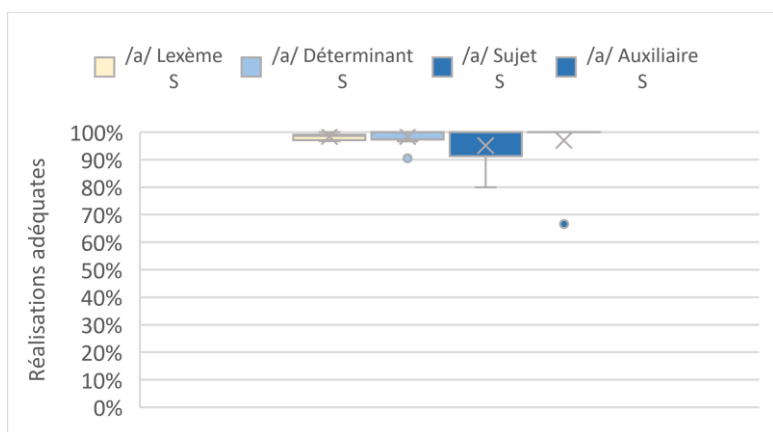 /a/ Lexème S
/a/ Déterminant S
/a/ Sujet S
/a/ Auxiliaire S
Réalisations adéquates
100%
90%
80%
70%
60%
50%
40%
30%
20%
10%
0%